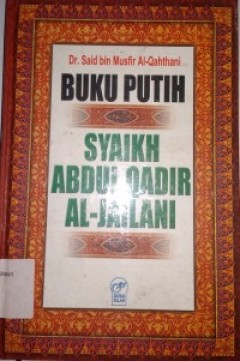 Dr. Said bin Musfir Al-Qahthani
BUKU PUTIH
SYAIKH
ABDUL QADIR
AL-JAILANI